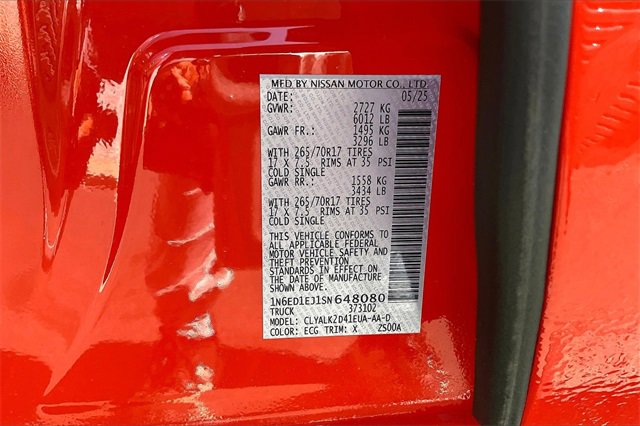 MFD BY NISSAN MOTOR CO., LTD.
DATE: 05/25
GVWR: 2727 KG
6012 LB
GAWR FR.: 1495 KG
3296 LB
WITH 265/70R17 TIRES
17 X 7.5 RIMS AT 35 PSI
COLD SINGLE
GAWR RR.: 1558 KG
3434 LB
WITH 265/70R17 TIRES
17 X 7.5 RIMS AT 35 PSI
COLD SINGLE
THIS VEHICLE CONFORMS TO
ALL APPLICABLE FEDERAL
MOTOR VEHICLE SAFETY AND
THEFT PREVENTION
STANDARDS IN EFFECT ON
THE DATE OF MANUFACTURE
SHOWN ABOVE.
1N6ED1EJ1SN648080
TRUCK 373102
MODEL: CLYALK2D41EUA-AA-D
COLOR: ECG TRIM: X ZS00A